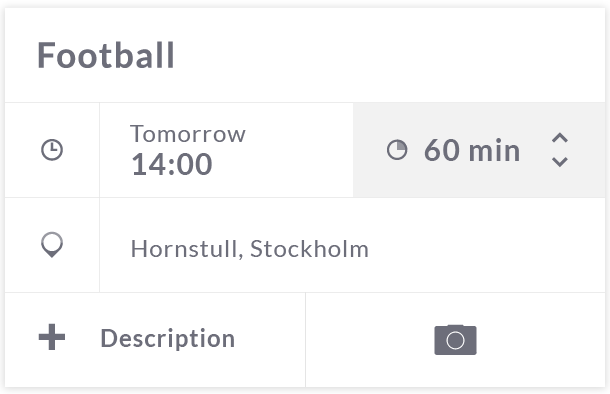 Football
Tomorrow
14:00
60 min
Hornstull, Stockholm
Description